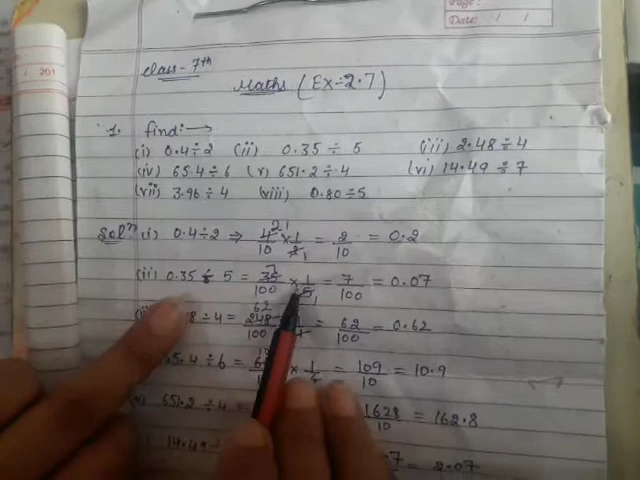 Page:
Date: / /
201
Class - 7th
Maths (Ex÷2.7)
1. find:→
(i) 0.4÷2 (ii) 0.35 ÷ 5 (iii) 2.48÷4
(iv) 65.4÷6 (v) 651.2÷4 (vi) 14.49÷7
(vii) 3.96÷4 (viii) 0.80÷5
Solⁿ (i) 0.4÷2 ⇒ 4/10 × 1/2 = 2/10 = 0.2
(ii) 0.35 ÷ 5 = 35/100 × 1/5 = 7/100 = 0.07
8÷4 = 248/100 = 62/100 = 0.62
5.4÷6 = × 1/ = 109/10 = 10.9
651.2 ÷4 = 1628/10 = 162.8
14.49÷ = 2.07